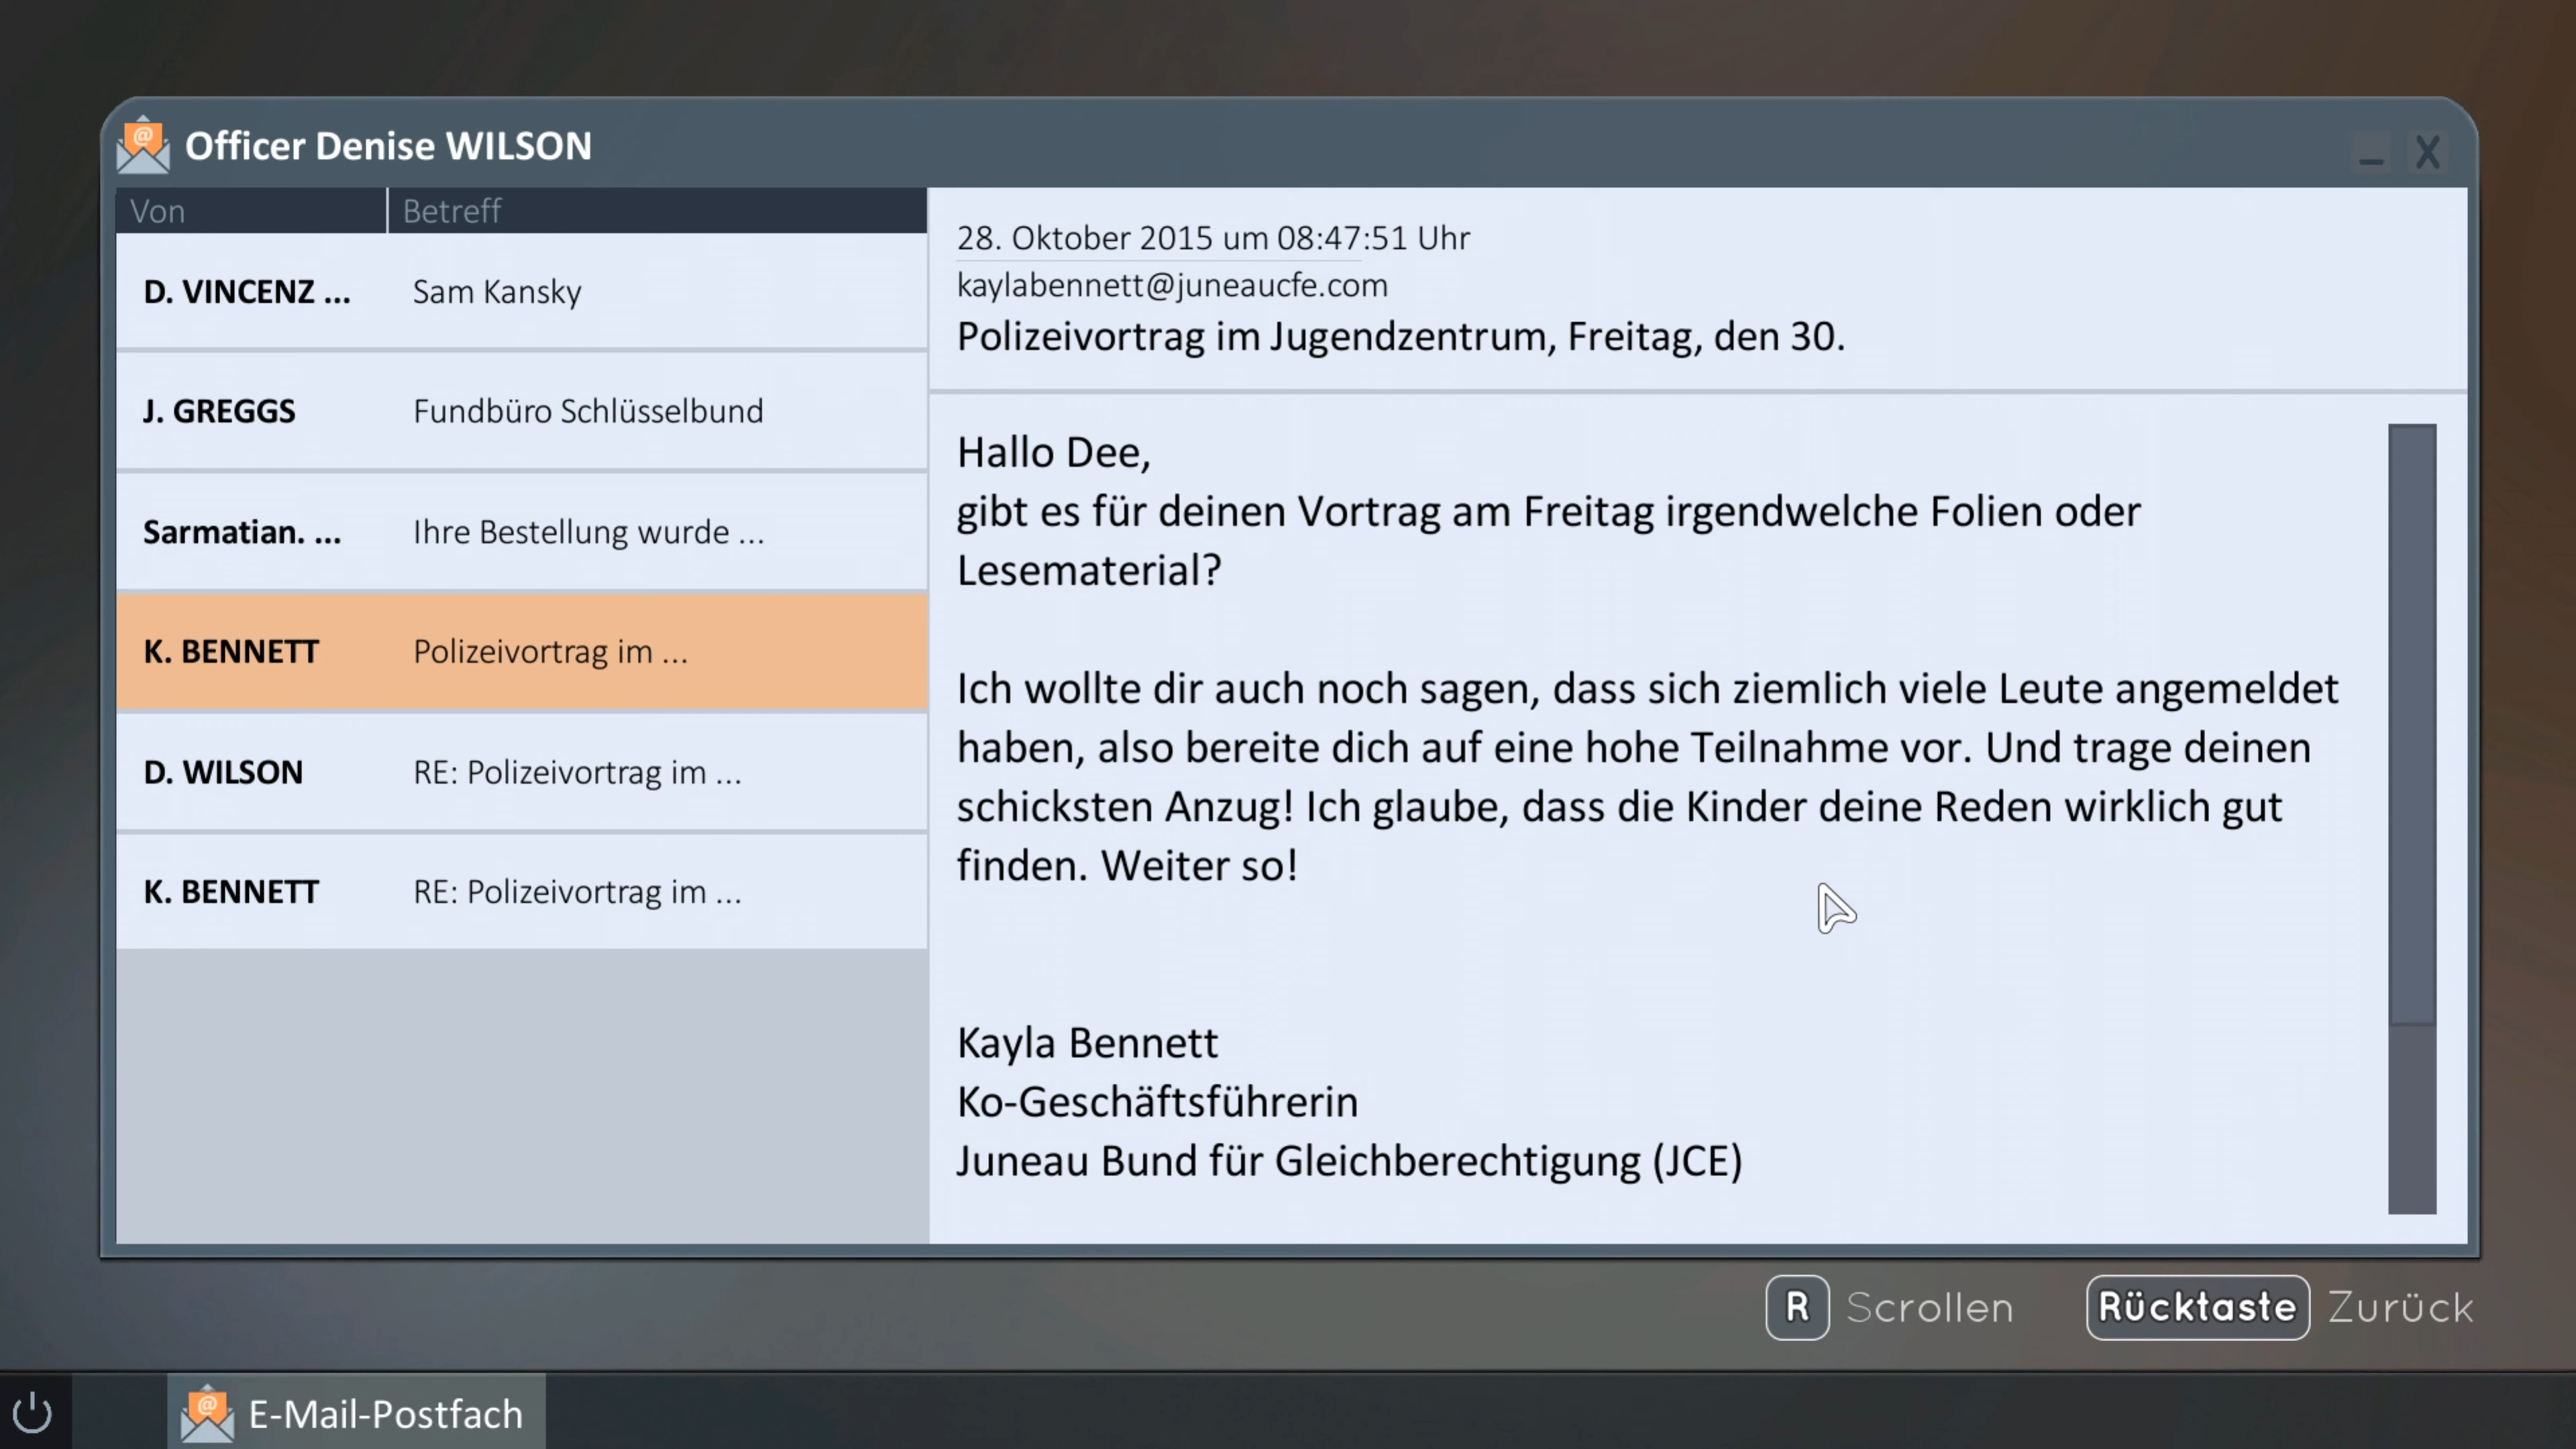 Officer Denise WILSON
Von
Betreff
D. VINCENZ ...
Sam Kansky
J. GREGGS
Fundbüro Schlüsselbund
Sarmatian. ...
Ihre Bestellung wurde ...
K. BENNETT
Polizeivortrag im ...
D. WILSON
RE: Polizeivortrag im ...
K. BENNETT
RE: Polizeivortrag im ...
28. Oktober 2015 um 08:47:51 Uhr
kaylabennett@juneaucfe.com
Polizeivortrag im Jugendzentrum, Freitag, den 30.
Hallo Dee,
gibt es für deinen Vortrag am Freitag irgendwelche Folien oder
Lesematerial?
Ich wollte dir auch noch sagen, dass sich ziemlich viele Leute angemeldet
haben, also bereite dich auf eine hohe Teilnahme vor. Und trage deinen
schicksten Anzug! Ich glaube, dass die Kinder deine Reden wirklich gut
finden. Weiter so!
Kayla Bennett
Ko-Geschäftsführerin
Juneau Bund für Gleichberechtigung (JCE)
R Scrollen
Rücktaste Zurück
E-Mail-Postfach